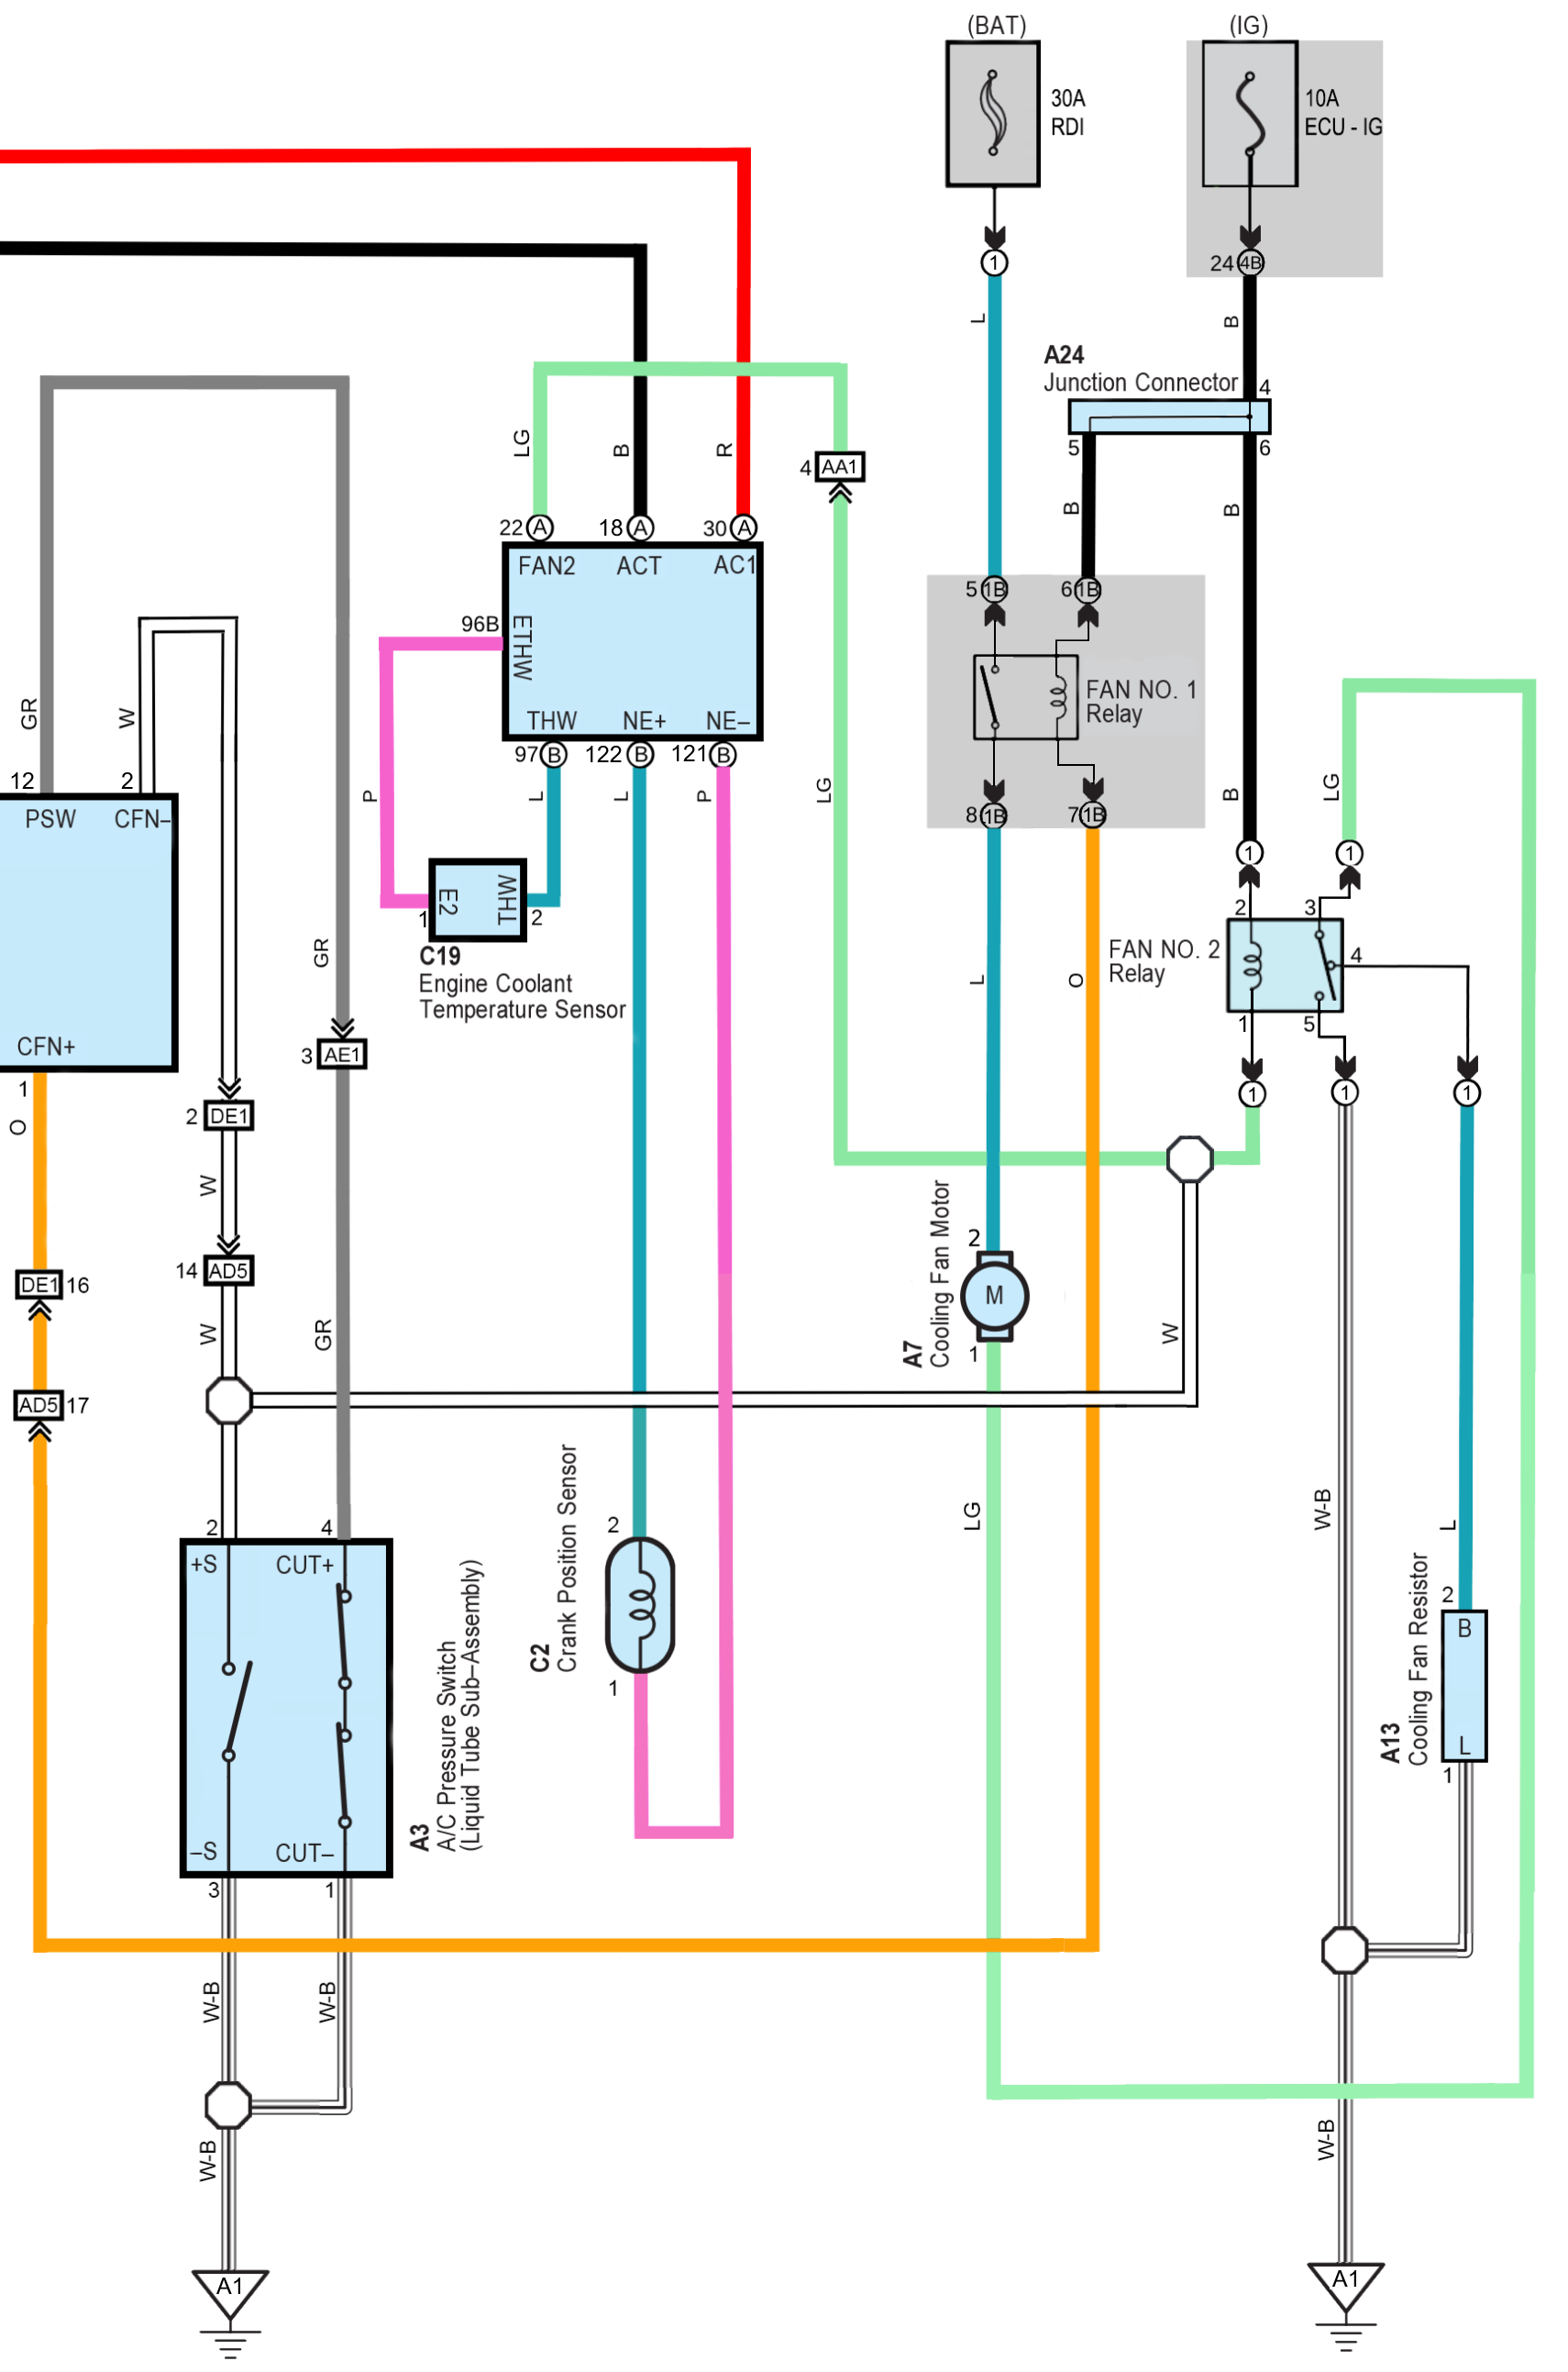 (BAT)
(IG)
30A
RDI
10A
ECU - IG
1
24
4B
L
B
A24
Junction Connector
4
5
6
LG
B
R
4
AA1
B
B
22
A
18
A
30
A
FAN2
ACT
AC1
5
1B
6
1B
96B
ETHW
FAN NO. 1
Relay
GR
W
THW
NE+
NE–
97
B
122
B
121
B
P
L
L
P
LG
B
LG
12
2
PSW
CFN–
8
1B
7
1B
1
1
E2
THW
1
2
C19
Engine Coolant
Temperature Sensor
GR
L
O
FAN NO. 2
Relay
2
3
4
1
5
3
AE1
CFN+
1
O
2
DE1
1
1
1
W
14
AD5
DE1
16
W
GR
AD5
17
2
M
1
A7
Cooling Fan Motor
W
2
4
+S
CUT+
–S
CUT–
3
1
A3
A/C Pressure Switch
(Liquid Tube Sub–Assembly)
2
1
C2
Crank Position Sensor
LG
W-B
L
2
B
L
1
A13
Cooling Fan Resistor
W-B
W-B
W-B
W-B
A1
A1